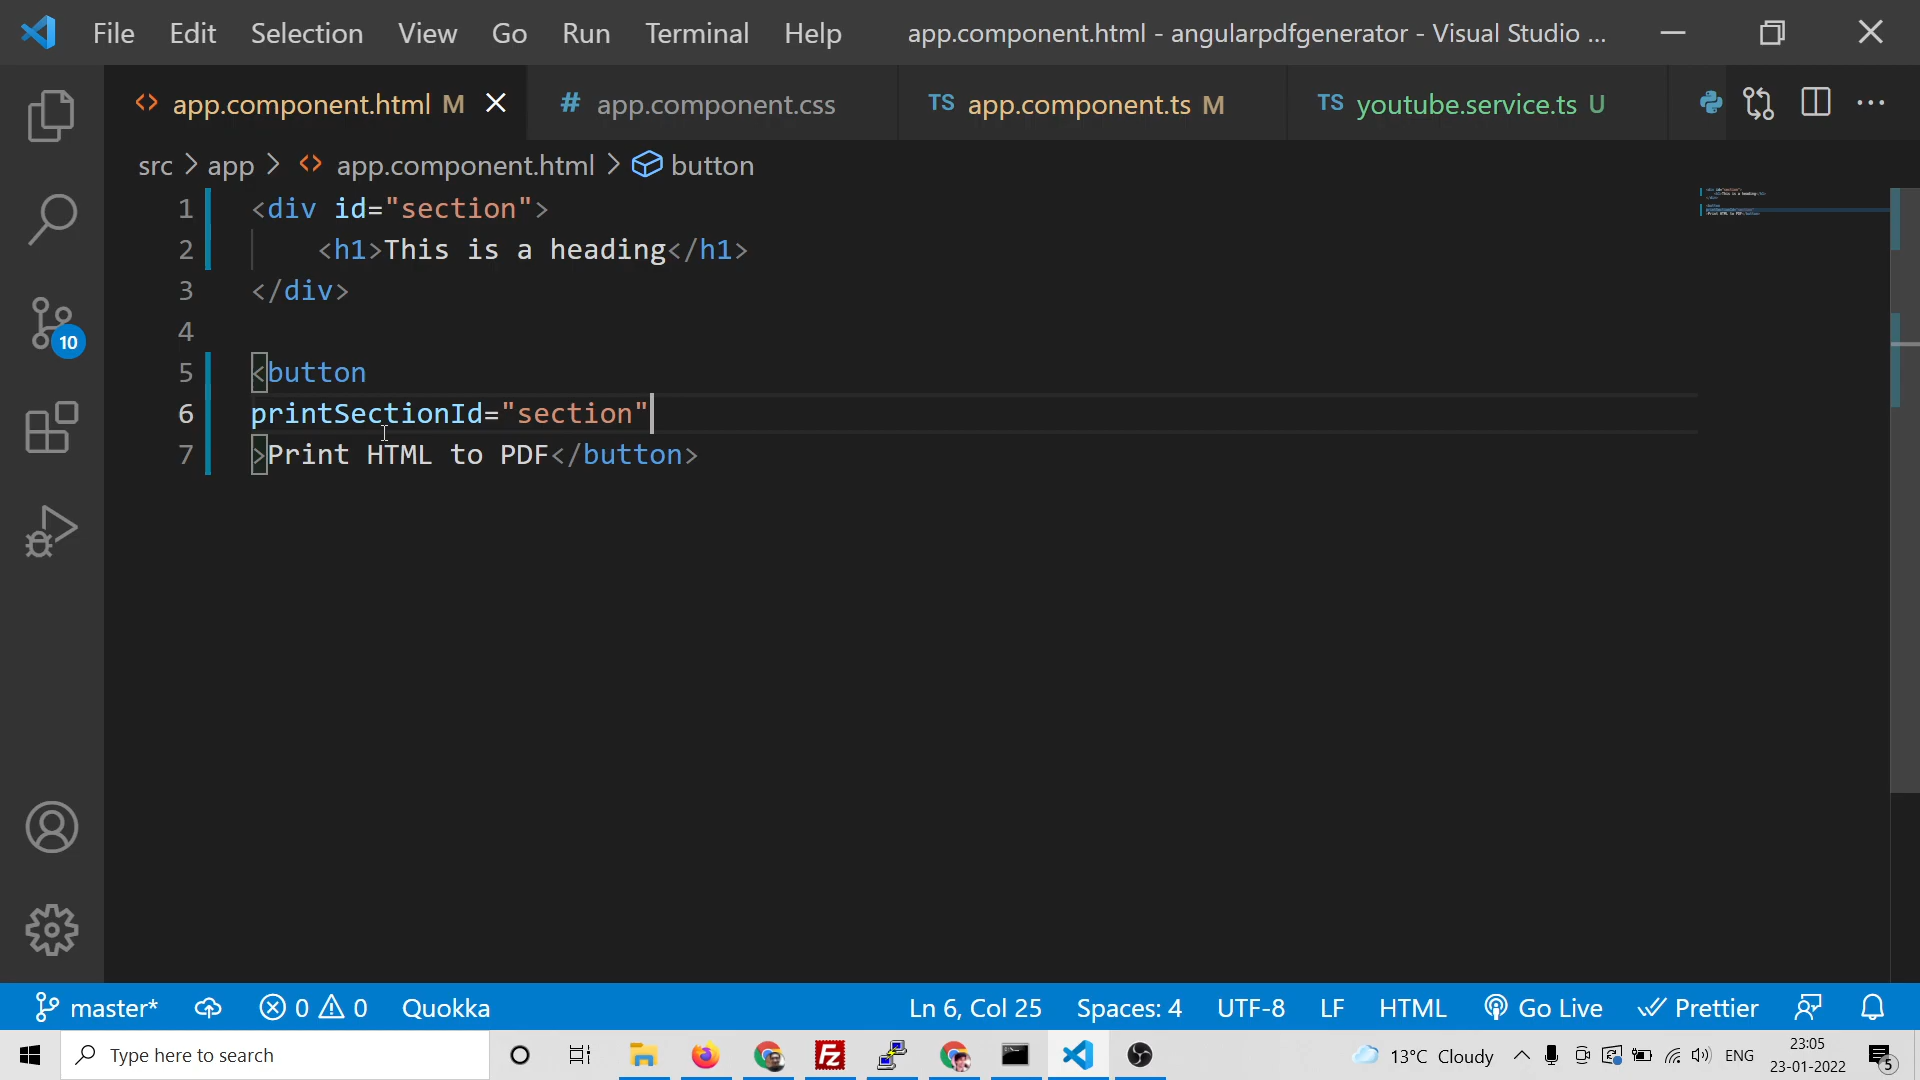 File Edit Selection View Go Run Terminal Help app.component.html - angularpdfgenerator - Visual Studio ...
<> app.component.html M # app.component.css TS app.component.ts M TS youtube.service.ts U
src > app > <> app.component.html > button
1 <div id="section">
2 <h1>This is a heading</h1>
3 </div>
4
5 <button
6 printSectionId="section"
7 >Print HTML to PDF</button>
10
master* 0 0 Quokka Ln 6, Col 25 Spaces: 4 UTF-8 LF HTML Go Live Prettier
Type here to search Fz 13°C Cloudy ENG 23:05
23-01-2022 5